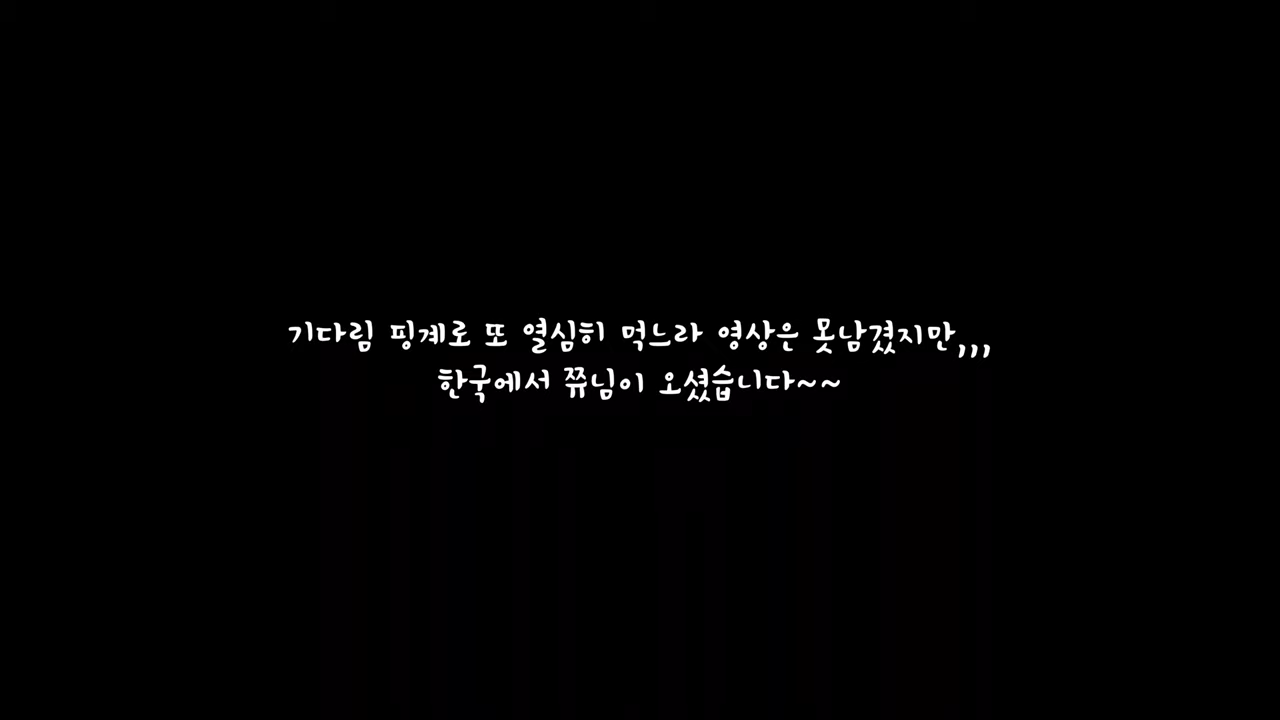 기다림 핑계로 또 열심히 먹느라 영상은 못남겼지만,,,
한국에서 쮸님이 오셨습니다~~